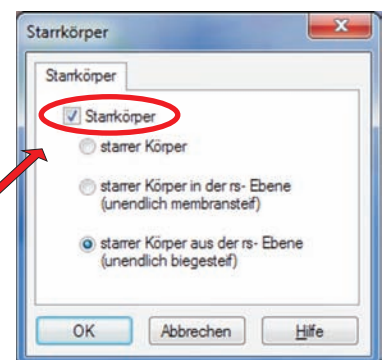 Starrkörper
Starrkörper
Starrkörper
starrer Körper
starrer Körper in der rs- Ebene
(unendlich membransteif)
starrer Körper aus der rs- Ebene
(unendlich biegesteif)
OK
Abbrechen
Hilfe